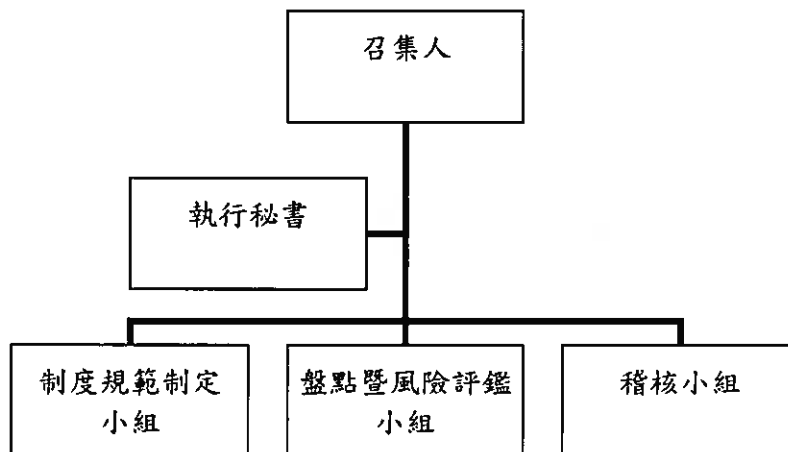 召集人
執行秘書
制度規範制定
小組
盤點暨風險評鑑
小組
稽核小組